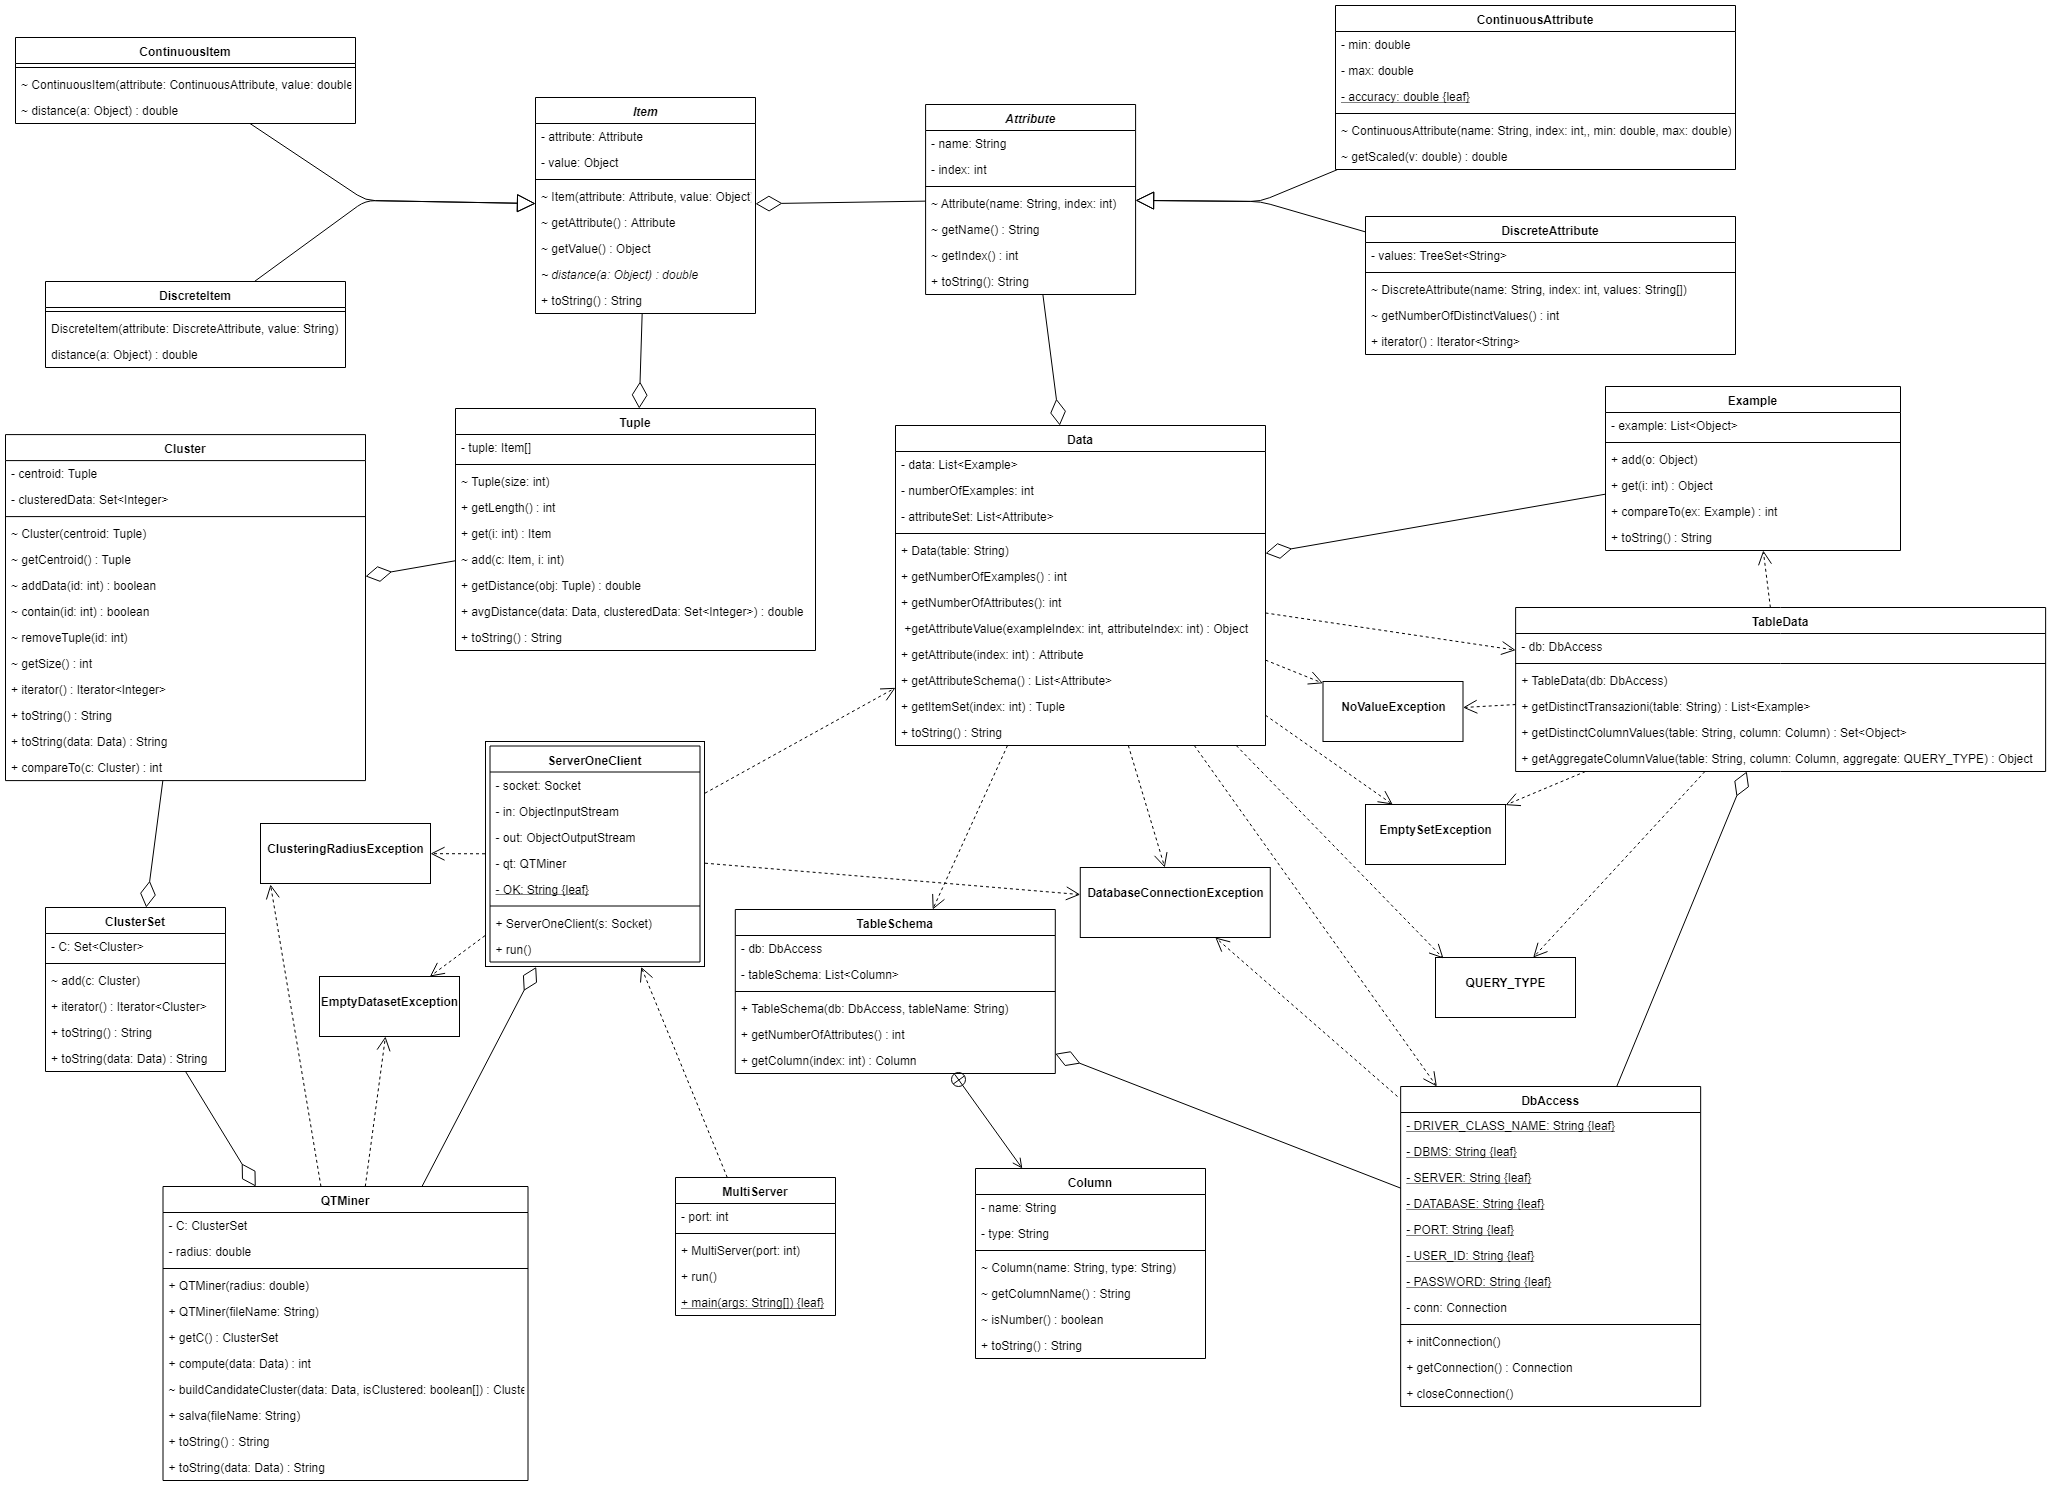 ContinuousItem
~ ContinuousItem(attribute: ContinuousAttribute, value: double
~ distance(a: Object) : double
DiscreteItem
DiscreteItem(attribute: DiscreteAttribute, value: String)
distance(a: Object) : double
Item
- attribute: Attribute
- value: Object
~ Item(attribute: Attribute, value: Object
~ getAttribute() : Attribute
~ getValue() : Object
~ distance(a: Object) : double
+ toString() : String
Attribute
- name: String
- index: int
~ Attribute(name: String, index: int)
~ getName() : String
~ getIndex() : int
+ toString(): String
ContinuousAttribute
- min: double
- max: double
- accuracy: double {leaf}
~ ContinuousAttribute(name: String, index: int,, min: double, max: double)
~ getScaled(v: double) : double
DiscreteAttribute
- values: TreeSet<String>
~ DiscreteAttribute(name: String, index: int, values: String[])
~ getNumberOfDistinctValues() : int
+ iterator() : Iterator<String>
Cluster
- centroid: Tuple
- clusteredData: Set<Integer>
~ Cluster(centroid: Tuple)
~ getCentroid() : Tuple
~ addData(id: int) : boolean
~ contain(id: int) : boolean
~ removeTuple(id: int)
~ getSize() : int
+ iterator() : Iterator<Integer>
+ toString() : String
+ toString(data: Data) : String
+ compareTo(c: Cluster) : int
Tuple
- tuple: Item[]
~ Tuple(size: int)
+ getLength() : int
+ get(i: int) : Item
~ add(c: Item, i: int)
+ getDistance(obj: Tuple) : double
+ avgDistance(data: Data, clusteredData: Set<Integer>) : double
+ toString() : String
Data
- data: List<Example>
- numberOfExamples: int
- attributeSet: List<Attribute>
+ Data(table: String)
+ getNumberOfExamples() : int
+ getNumberOfAttributes(): int
+getAttributeValue(exampleIndex: int, attributeIndex: int) : Object
+ getAttribute(index: int) : Attribute
+ getAttributeSchema() : List<Attribute>
+ getItemSet(index: int) : Tuple
+ toString() : String
Example
- example: List<Object>
+ add(o: Object)
+ get(i: int) : Object
+ compareTo(ex: Example) : int
+ toString() : String
TableData
- db: DbAccess
+ TableData(db: DbAccess)
+ getDistinctTransazioni(table: String) : List<Example>
+ getDistinctColumnValues(table: String, column: Column) : Set<Object>
+ getAggregateColumnValue(table: String, column: Column, aggregate: QUERY_TYPE) : Object
NoValueException
EmptySetException
QUERY_TYPE
DatabaseConnectionException
ServerOneClient
- socket: Socket
- in: ObjectInputStream
- out: ObjectOutputStream
- qt: QTMiner
- OK: String {leaf}
+ ServerOneClient(s: Socket)
+ run()
ClusteringRadiusException
EmptyDatasetException
ClusterSet
- C: Set<Cluster>
~ add(c: Cluster)
+ iterator() : Iterator<Cluster>
+ toString() : String
+ toString(data: Data) : String
TableSchema
- db: DbAccess
- tableSchema: List<Column>
+ TableSchema(db: DbAccess, tableName: String)
+ getNumberOfAttributes() : int
+ getColumn(index: int) : Column
QTMiner
- C: ClusterSet
- radius: double
+ QTMiner(radius: double)
+ QTMiner(fileName: String)
+ getC() : ClusterSet
+ compute(data: Data) : int
~ buildCandidateCluster(data: Data, isClustered: boolean[]) : Cluste
+ salva(fileName: String)
+ toString() : String
+ toString(data: Data) : String
MultiServer
- port: int
+ MultiServer(port: int)
+ run()
+ main(args: String[]) {leaf}
Column
- name: String
- type: String
~ Column(name: String, type: String)
~ getColumnName() : String
~ isNumber() : boolean
+ toString() : String
DbAccess
- DRIVER_CLASS_NAME: String {leaf}
- DBMS: String {leaf}
- SERVER: String {leaf}
- DATABASE: String {leaf}
- PORT: String {leaf}
- USER_ID: String {leaf}
- PASSWORD: String {leaf}
- conn: Connection
+ initConnection()
+ getConnection() : Connection
+ closeConnection()